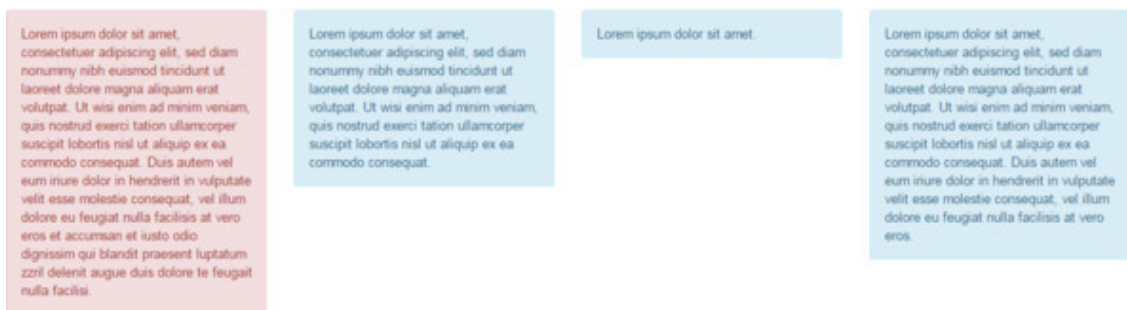 Lorem ipsum dolor sit amet,
consectetuer adipiscing elit, sed diam
nonummy nibh euismod tincidunt ut
laoreet dolore magna aliquam erat
volutpat. Ut wisi enim ad minim veniam,
quis nostrud exerci tation ullamcorper
suscipit lobortis nisl ut aliquip ex ea
commodo consequat. Duis autem vel
eum iriure dolor in hendrerit in vulputate
velit esse molestie consequat, vel illum
dolore eu feugiat nulla facilisis at vero
eros et accumsan et iusto odio
dignissim qui blandit praesent luptatum
zzril delenit augue duis dolore te feugait
nulla facilisi.
Lorem ipsum dolor sit amet,
consectetuer adipiscing elit, sed diam
nonummy nibh euismod tincidunt ut
laoreet dolore magna aliquam erat
volutpat. Ut wisi enim ad minim veniam,
quis nostrud exerci tation ullamcorper
suscipit lobortis nisl ut aliquip ex ea
commodo consequat.
Lorem ipsum dolor sit amet.
Lorem ipsum dolor sit amet,
consectetuer adipiscing elit, sed diam
nonummy nibh euismod tincidunt ut
laoreet dolore magna aliquam erat
volutpat. Ut wisi enim ad minim veniam,
quis nostrud exerci tation ullamcorper
suscipit lobortis nisl ut aliquip ex ea
commodo consequat. Duis autem vel
eum iriure dolor in hendrerit in vulputate
velit esse molestie consequat, vel illum
dolore eu feugiat nulla facilisis at vero
eros.